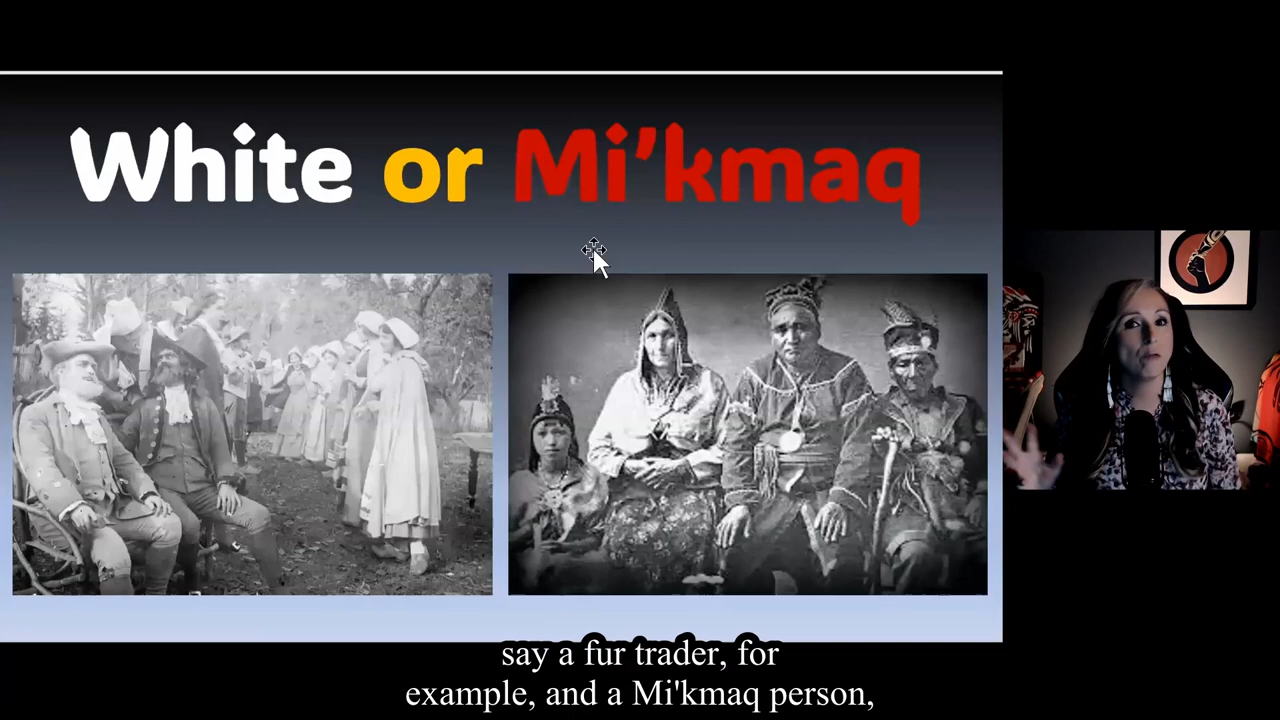 White or Mi'kmaq
say a fur trader, for
example, and a Mi'kmaq person,